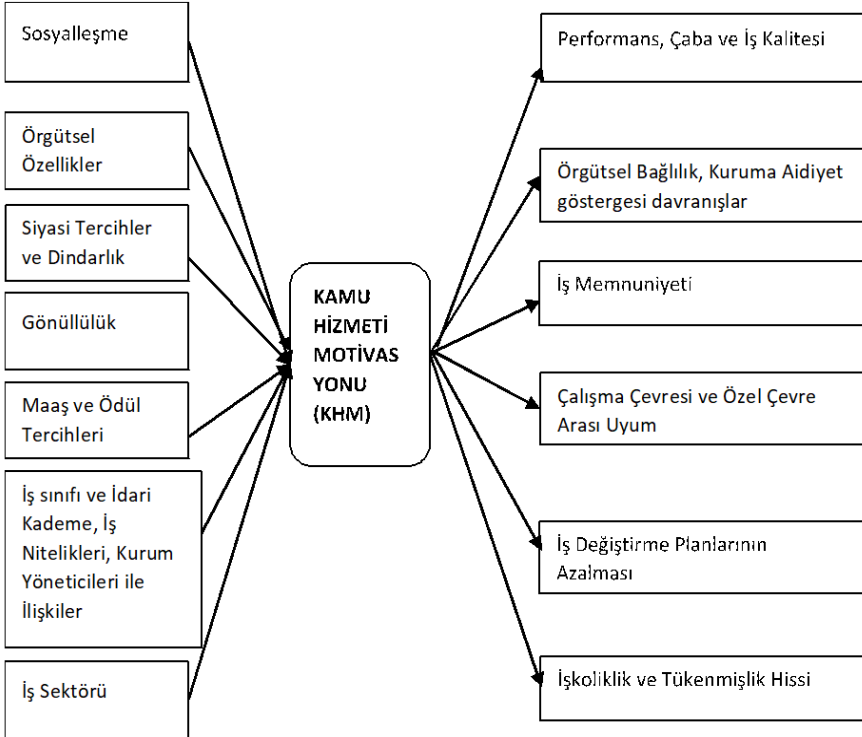 Sosyalleşme
Örgütsel
Özellikler
Siyasi Tercihler
ve Dindarlık
Gönüllülük
Maaş ve Ödül
Tercihleri
İş sınıfı ve İdari
Kademe, İş
Nitelikleri, Kurum
Yöneticileri ile
İlişkiler
İş Sektörü
KAMU
HİZMETİ
MOTİVAS
YONU
(KHM)
Performans, Çaba ve İş Kalitesi
Örgütsel Bağlılık, Kuruma Aidiyet
göstergesi davranışlar
İş Memnuniyeti
Çalışma Çevresi ve Özel Çevre
Arası Uyum
İş Değiştirme Planlarının
Azalması
İşkoliklik ve Tükenmişlik Hissi